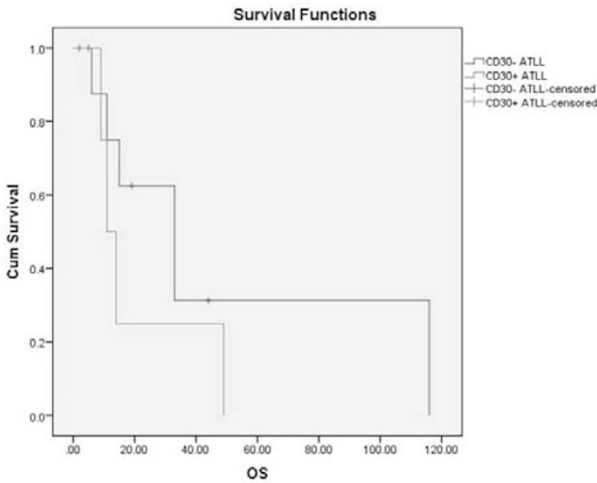 Survival Functions
CD30- ATLL
CD30+ ATLL
CD30- ATLL-censored
CD30+ ATLL-censored
1.0
0.8
0.6
0.4
0.2
0.0
Cum Survival
.00 20.00 40.00 60.00 80.00 100.00 120.00
OS